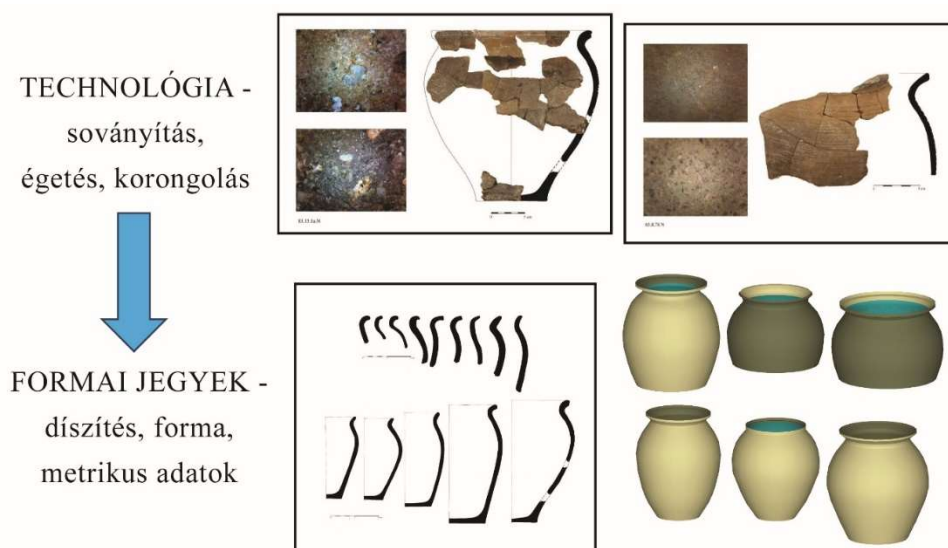 TECHNOLÓGIA -
soványítás,
égetés, korongolás
FORMAI JEGYEK -
díszítés, forma,
metrikus adatok